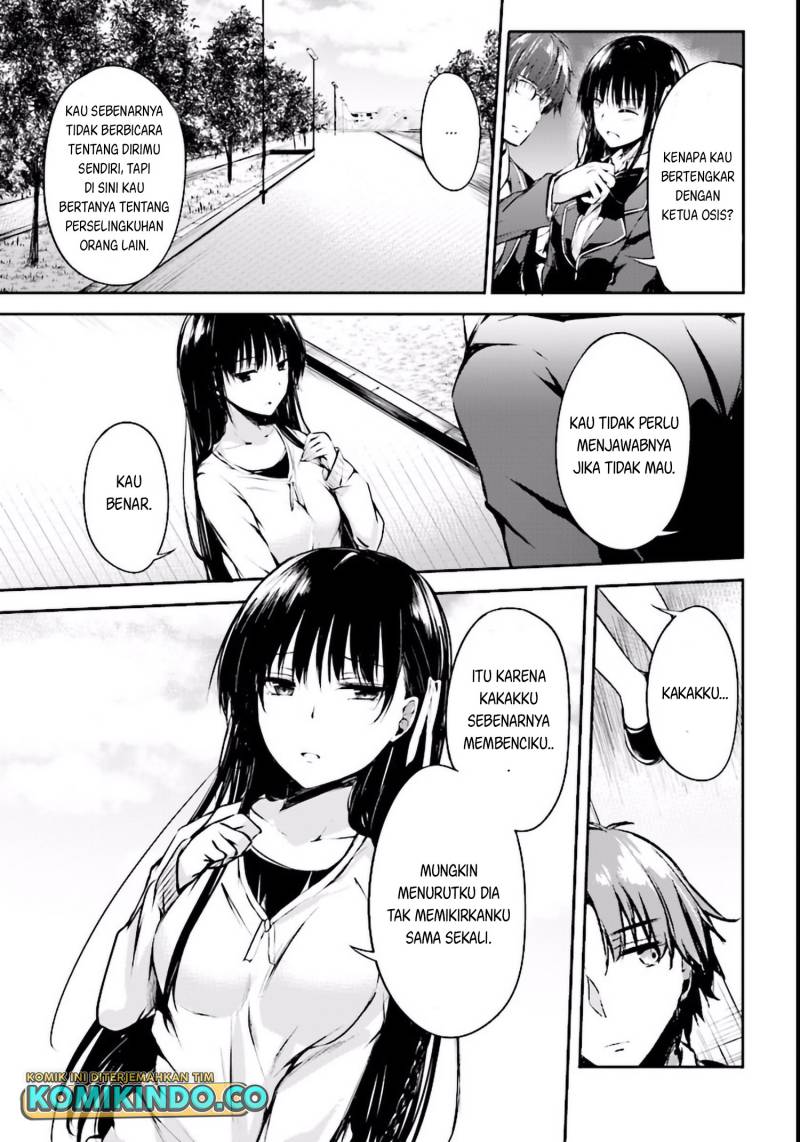 KENAPA KAU
BERTENGKAR
DENGAN
KETUA OSIS?
...
KAU SEBENARNYA
TIDAK BERBICARA
TENTANG DIRIMU
SENDIRI, TAPI
DI SINI KAU
BERTANYA TENTANG
PERSELINGKUHAN
ORANG LAIN.
KAU TIDAK PERLU
MENJAWABNYA
JIKA TIDAK MAU.
KAU
BENAR.
KAKAKKU...
ITU KARENA
KAKAKKU
SEBENARNYA
MEMBENCIKU..
MUNGKIN
MENURUTKU DIA
TAK MEMIKIRKANKU
SAMA SEKALI.
KOMIK INI DITERJEMAHKAN TIM
KOMIKINDO.CO